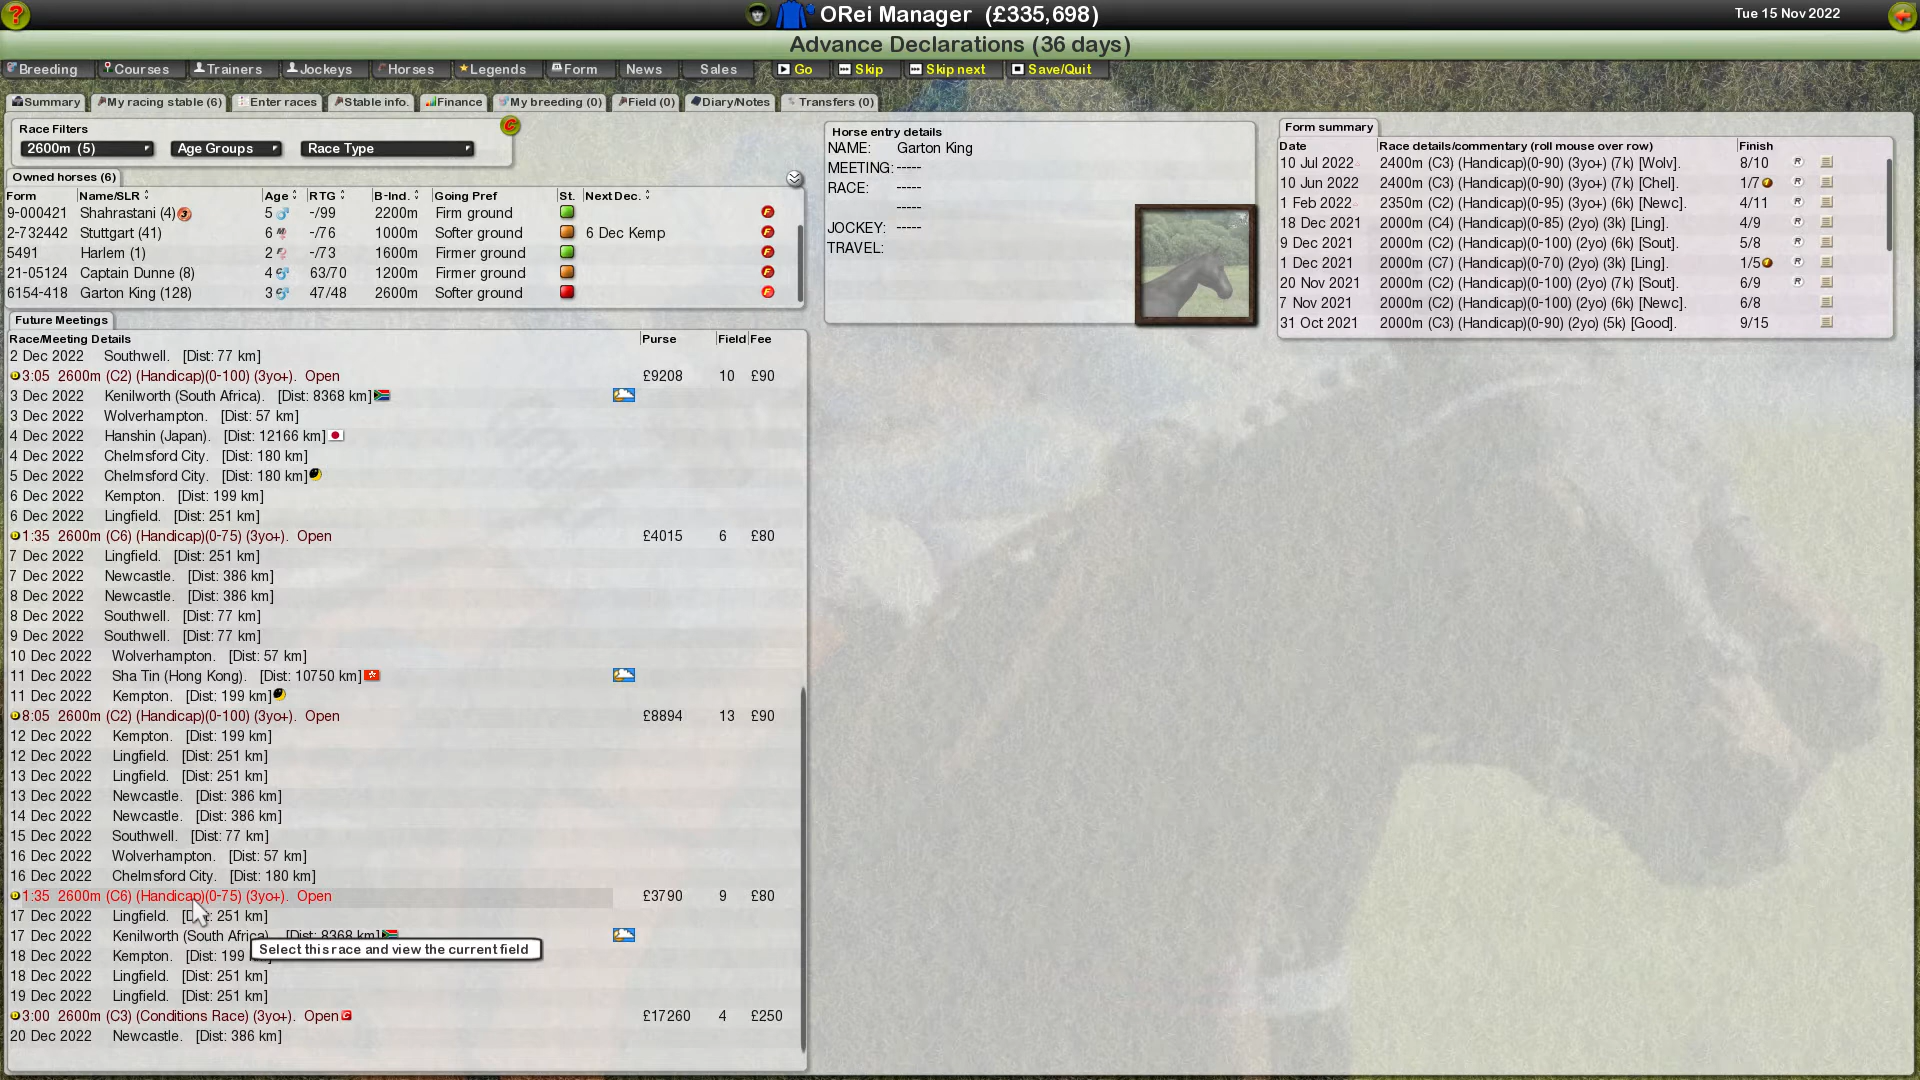 ORei Manager (£335,698)
Tue 15 Nov 2022
Advance Declarations (36 days)
Breeding Courses Trainers Jockeys Horses Legends Form News Sales Go Skip Skip next Save/Quit
Summary My racing stable (6) Enter races Stable info. Finance My breeding (0) Field (0) Diary/Notes Transfers (0)
Race Filters
2600m (5) Age Groups Race Type
Owned horses (6)
Form Name/SLR Age RTG B-Ind. Going Pref St. Next Dec.
9-000421 Shahrastani (4) 3 5 -/99 2200m Firm ground F
2-732442 Stuttgart (41) 6 -/76 1000m Softer ground 6 Dec Kemp F
5491 Harlem (1) 2 -/73 1600m Firmer ground F
21-05124 Captain Dunne (8) 4 63/70 1200m Firmer ground F
6154-418 Garton King (128) 3 47/48 2600m Softer ground F
Future Meetings
Race/Meeting Details Purse Field Fee
2 Dec 2022 Southwell. [Dist: 77 km]
3:05 2600m (C2) (Handicap)(0-100) (3yo+). Open £9208 10 £90
3 Dec 2022 Kenilworth (South Africa). [Dist: 8368 km]
3 Dec 2022 Wolverhampton. [Dist: 57 km]
4 Dec 2022 Hanshin (Japan). [Dist: 12166 km]
4 Dec 2022 Chelmsford City. [Dist: 180 km]
5 Dec 2022 Chelmsford City. [Dist: 180 km]
6 Dec 2022 Kempton. [Dist: 199 km]
6 Dec 2022 Lingfield. [Dist: 251 km]
1:35 2600m (C6) (Handicap)(0-75) (3yo+). Open £4015 6 £80
7 Dec 2022 Lingfield. [Dist: 251 km]
7 Dec 2022 Newcastle. [Dist: 386 km]
8 Dec 2022 Newcastle. [Dist: 386 km]
8 Dec 2022 Southwell. [Dist: 77 km]
9 Dec 2022 Southwell. [Dist: 77 km]
10 Dec 2022 Wolverhampton. [Dist: 57 km]
11 Dec 2022 Sha Tin (Hong Kong). [Dist: 10750 km]
11 Dec 2022 Kempton. [Dist: 199 km]
8:05 2600m (C2) (Handicap)(0-100) (3yo+). Open £8894 13 £90
12 Dec 2022 Kempton. [Dist: 199 km]
12 Dec 2022 Lingfield. [Dist: 251 km]
13 Dec 2022 Lingfield. [Dist: 251 km]
13 Dec 2022 Newcastle. [Dist: 386 km]
14 Dec 2022 Newcastle. [Dist: 386 km]
15 Dec 2022 Southwell. [Dist: 77 km]
16 Dec 2022 Wolverhampton. [Dist: 57 km]
16 Dec 2022 Chelmsford City. [Dist: 180 km]
1:35 2600m (C6) (Handicap)(0-75) (3yo+). Open £3790 9 £80
17 Dec 2022 Lingfield. 251 km]
17 Dec 2022 Kenilworth (South Africa). [Dist: 8368 km]
Select this race and view the current field
18 Dec 2022 Kempton. [Dist: 199
18 Dec 2022 Lingfield. [Dist: 251 km]
19 Dec 2022 Lingfield. [Dist: 251 km]
3:00 2600m (C3) (Conditions Race) (3yo+). Open £17260 4 £250
20 Dec 2022 Newcastle. [Dist: 386 km]
Horse entry details
NAME: Garton King
MEETING: -----
RACE: -----
-----
JOCKEY: -----
TRAVEL:
Form summary
Date Race details/commentary (roll mouse over row) Finish
10 Jul 2022 2400m (C3) (Handicap)(0-90) (3yo+) (7k) [Wolv]. 8/10 R
10 Jun 2022 2400m (C3) (Handicap)(0-90) (3yo+) (7k) [Chel]. 1/7 R
1 Feb 2022 2350m (C2) (Handicap)(0-95) (3yo+) (6k) [Newc]. 4/11 R
18 Dec 2021 2000m (C4) (Handicap)(0-85) (2yo) (3k) [Ling]. 4/9 R
9 Dec 2021 2000m (C2) (Handicap)(0-100) (2yo) (6k) [Sout]. 5/8 R
1 Dec 2021 2000m (C7) (Handicap)(0-70) (2yo) (3k) [Ling]. 1/5 R
20 Nov 2021 2000m (C2) (Handicap)(0-100) (2yo) (7k) [Sout]. 6/9 R
7 Nov 2021 2000m (C2) (Handicap)(0-100) (2yo) (6k) [Newc]. 6/8
31 Oct 2021 2000m (C3) (Handicap)(0-90) (2yo) (5k) [Good]. 9/15